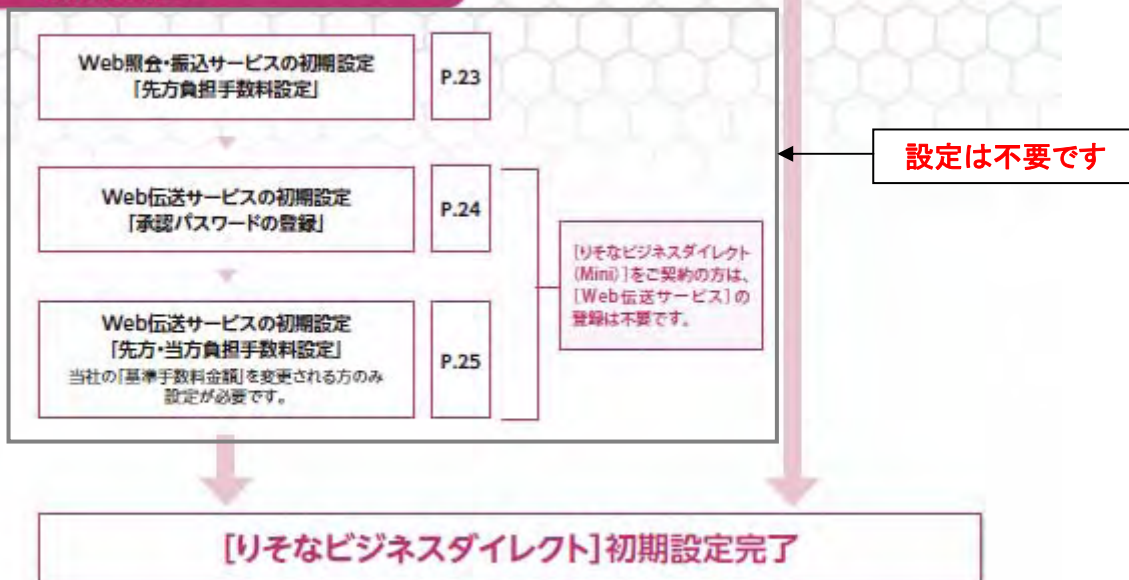 Web照会・振込サービスの初期設定
「先方負担手数料設定」
P.23
設定は不要です
Web伝送サービスの初期設定
「承認パスワードの登録」
P.24
[りそなビジネスダイレクト
(Mini)]をご契約の方は、
[Web伝送サービス]の
登録は不要です。
Web伝送サービスの初期設定
「先方・当方負担手数料設定」
当社の「基準手数料金額」を変更される方のみ
設定が必要です。
P.25
[りそなビジネスダイレクト]初期設定完了